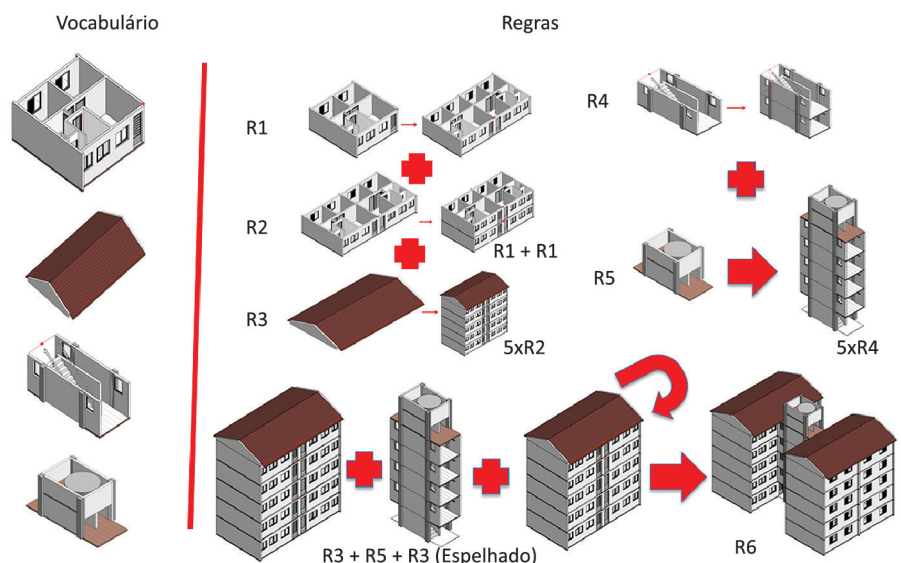 Vocabulário
Regras
R1
R4
R2
R1 + R1
R5
R3
5xR2
5xR4
R3 + R5 + R3 (Espelhado)
R6